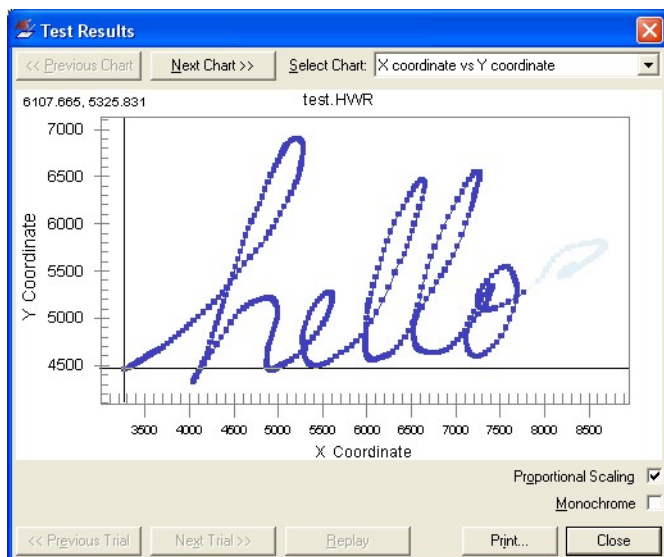 Test Results
<< Previous Chart Next Chart >> Select Chart: X coordinate vs Y coordinate
6107.665, 5325.831 test.HWR
7000
6500
6000
5500
5000
4500
Y Coordinate
hello
3500 4000 4500 5000 5500 6000 6500 7000 7500 8000 8500
X Coordinate
Proportional Scaling
Monochrome
<< Previous Trial Next Trial >> Replay Print... Close